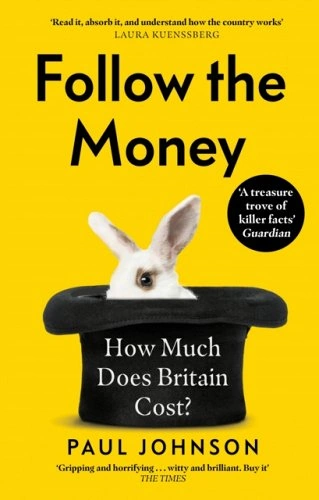 'Read it, absorb it, and understand how the country works'
LAURA KUENSSBERG
Follow the
Money
'A treasure
trove of
killer facts'
Guardian
How Much
Does Britain
Cost?
PAUL JOHNSON
'Gripping and horrifying ... witty and brilliant. Buy it'
THE TIMES